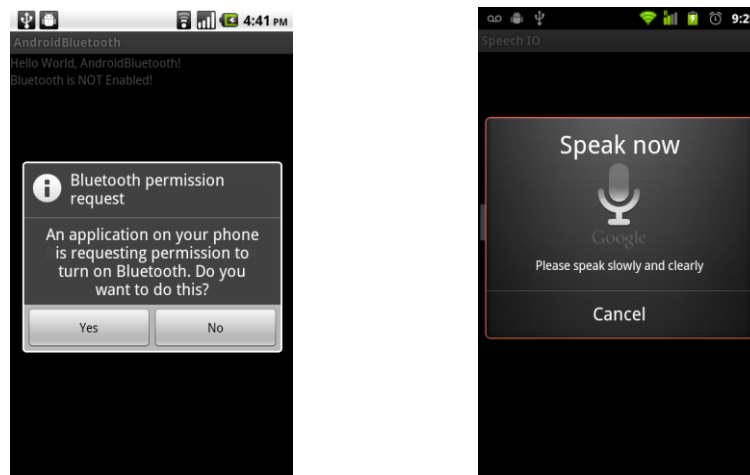 4:41 PM
AndroidBluetooth
Hello World, AndroidBluetooth!
Bluetooth is NOT Enabled!
Bluetooth permission
request
An application on your phone
is requesting permission to
turn on Bluetooth. Do you
want to do this?
Yes No
9:2
Speech IO
Speak now
Google
Please speak slowly and clearly
Cancel